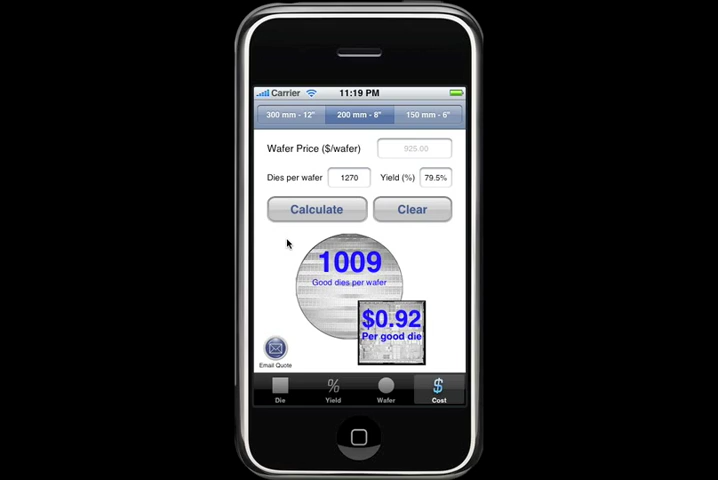 Carrier 11:19 PM
300 mm - 12" 200 mm - 8" 150 mm - 6"
Wafer Price ($/wafer) 925.00
Dies per wafer 1270 Yield (%) 79.5%
Calculate Clear
1009
Good dies per wafer
$0.92
Per good die
Email Quote
% $
Die Yield Wafer Cost